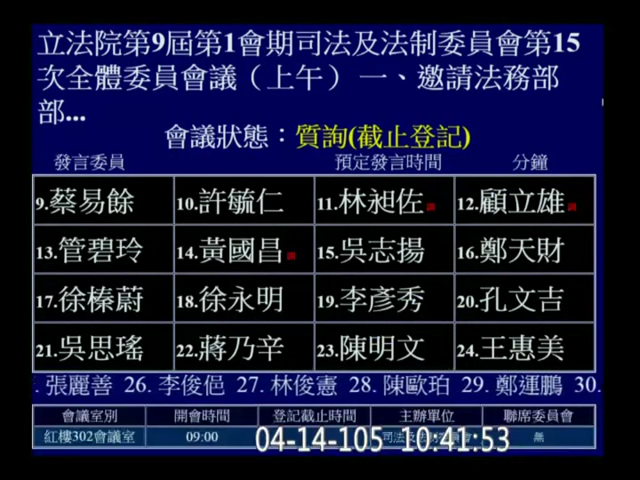 立法院第9屆第1會期司法及法制委員會第15
次全體委員會議（上午） 一、邀請法務部
部...
會議狀態：質詢(截止登記)
發言委員 預定發言時間 分鐘
9.蔡易餘 10.許毓仁 11.林昶佐 12.顧立雄
13.管碧玲 14.黃國昌 15.吳志揚 16.鄭天財
17.徐榛蔚 18.徐永明 19.李彥秀 20.孔文吉
21.吳思瑤 22.蔣乃辛 23.陳明文 24.王惠美
. 張麗善 26. 李俊俋 27. 林俊憲 28. 陳歐珀 29. 鄭運鵬 30.
會議室別 開會時間 登記截止時間 主辦單位 聯席委員會
紅樓302會議室 09:00 司法及法制委員會 無
04-14-105 10:41:53